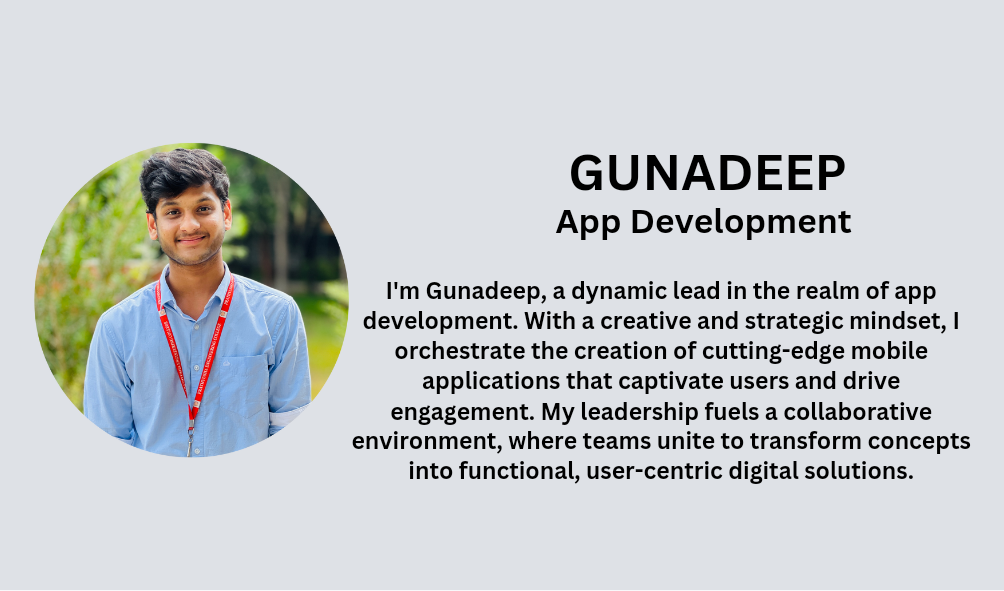 GUNADEEP
App Development
I'm Gunadeep, a dynamic lead in the realm of app
development. With a creative and strategic mindset, I
orchestrate the creation of cutting-edge mobile
applications that captivate users and drive
engagement. My leadership fuels a collaborative
environment, where teams unite to transform concepts
into functional, user-centric digital solutions.